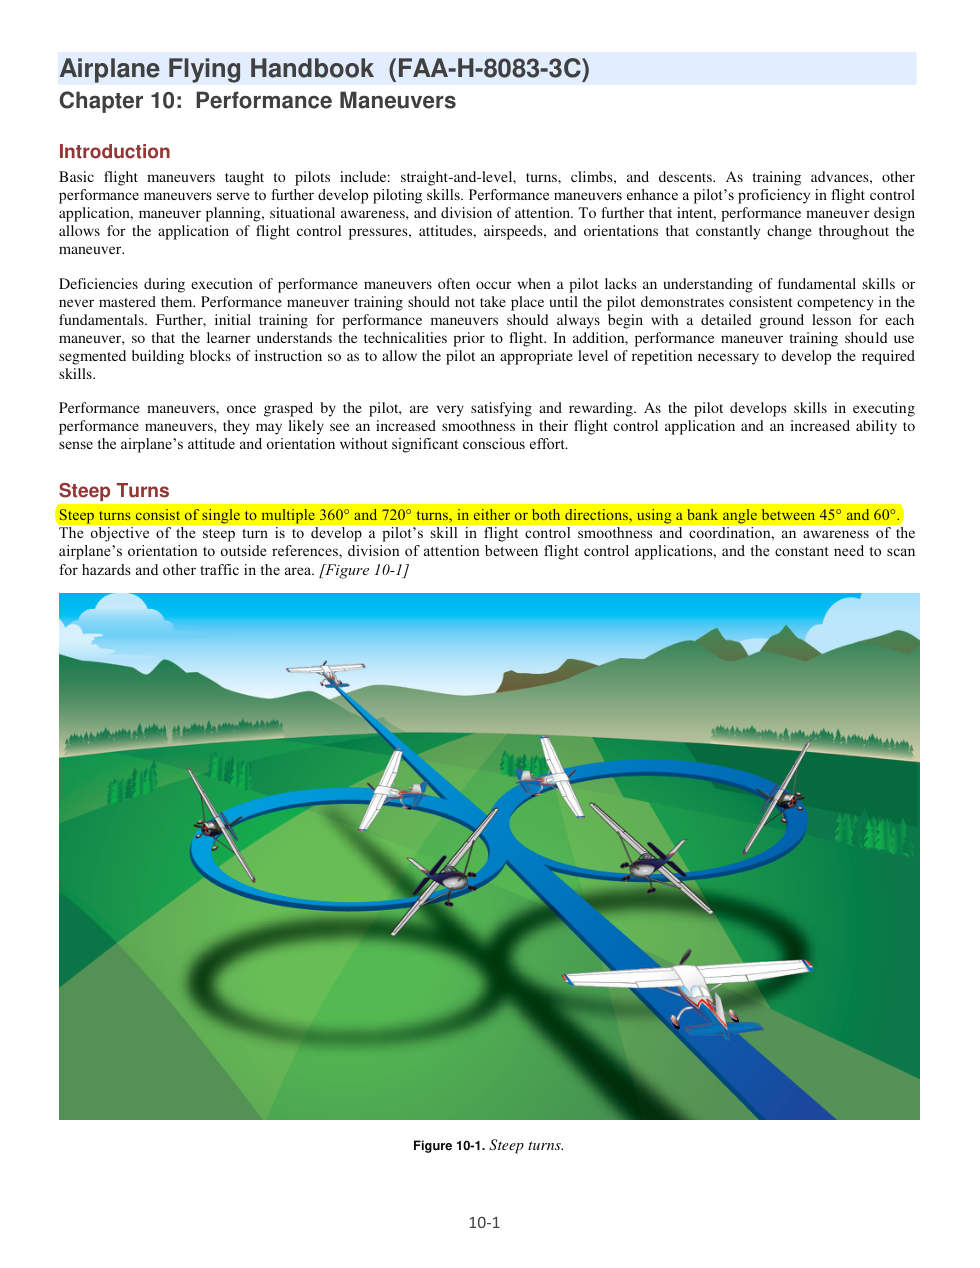 Airplane Flying Handbook (FAA-H-8083-3C)
Chapter 10: Performance Maneuvers
Introduction
Basic flight maneuvers taught to pilots include: straight-and-level, turns, climbs, and descents. As training advances, other
performance maneuvers serve to further develop piloting skills. Performance maneuvers enhance a pilot’s proficiency in flight control
application, maneuver planning, situational awareness, and division of attention. To further that intent, performance maneuver design
allows for the application of flight control pressures, attitudes, airspeeds, and orientations that constantly change throughout the
maneuver.
Deficiencies during execution of performance maneuvers often occur when a pilot lacks an understanding of fundamental skills or
never mastered them. Performance maneuver training should not take place until the pilot demonstrates consistent competency in the
fundamentals. Further, initial training for performance maneuvers should always begin with a detailed ground lesson for each
maneuver, so that the learner understands the technicalities prior to flight. In addition, performance maneuver training should use
segmented building blocks of instruction so as to allow the pilot an appropriate level of repetition necessary to develop the required
skills.
Performance maneuvers, once grasped by the pilot, are very satisfying and rewarding. As the pilot develops skills in executing
performance maneuvers, they may likely see an increased smoothness in their flight control application and an increased ability to
sense the airplane’s attitude and orientation without significant conscious effort.
Steep Turns
Steep turns consist of single to multiple 360° and 720° turns, in either or both directions, using a bank angle between 45° and 60°.
The objective of the steep turn is to develop a pilot’s skill in flight control smoothness and coordination, an awareness of the
airplane’s orientation to outside references, division of attention between flight control applications, and the constant need to scan
for hazards and other traffic in the area. [Figure 10-1]
Figure 10-1. Steep turns.
10-1